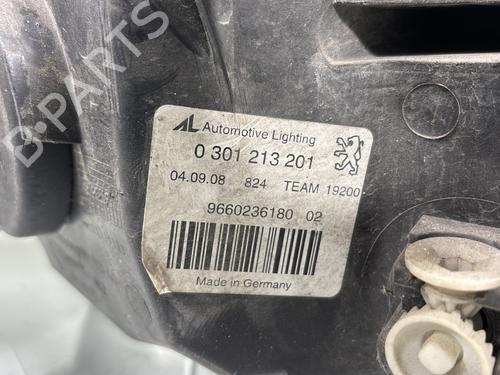 B-PARTS
AL Automotive Lighting
0 301 213 201
04.09.08 824 TEAM 19200
9660236180 02
Made in Germany